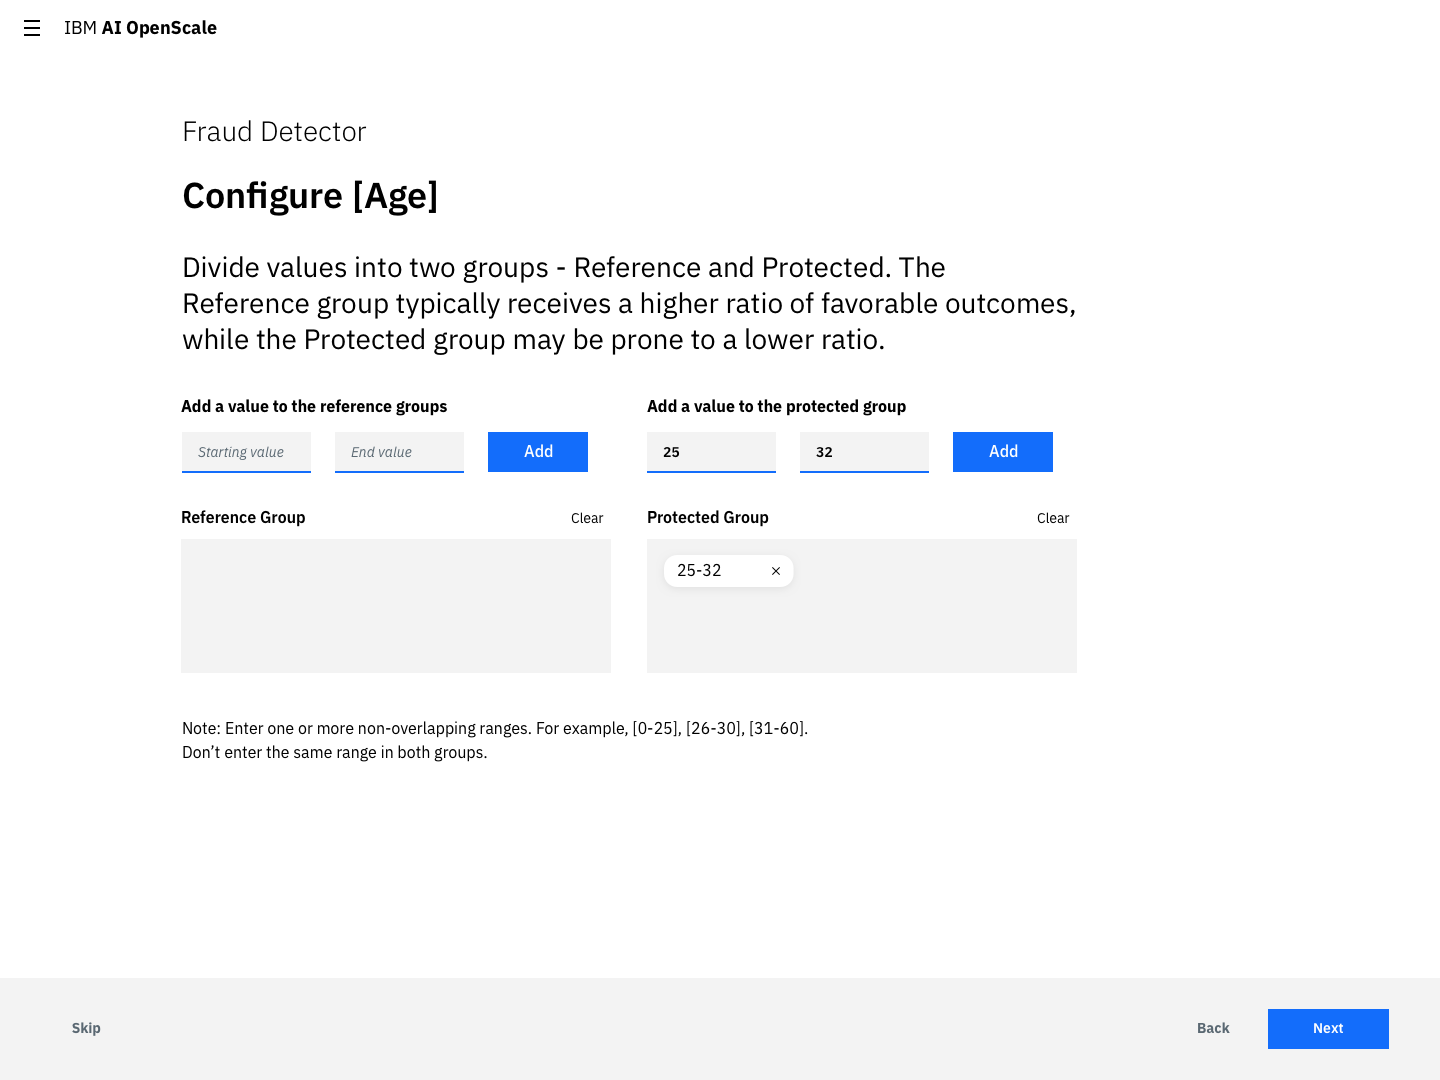 IBM AI OpenScale
Fraud Detector
Configure [Age]
Divide values into two groups - Reference and Protected. The
Reference group typically receives a higher ratio of favorable outcomes,
while the Protected group may be prone to a lower ratio.
Add a value to the reference groups
Starting value End value Add
Add a value to the protected group
25 32 Add
Reference Group Clear
Protected Group Clear
25-32
Note: Enter one or more non-overlapping ranges. For example, [0-25], [26-30], [31-60].
Don’t enter the same range in both groups.
Skip Back Next